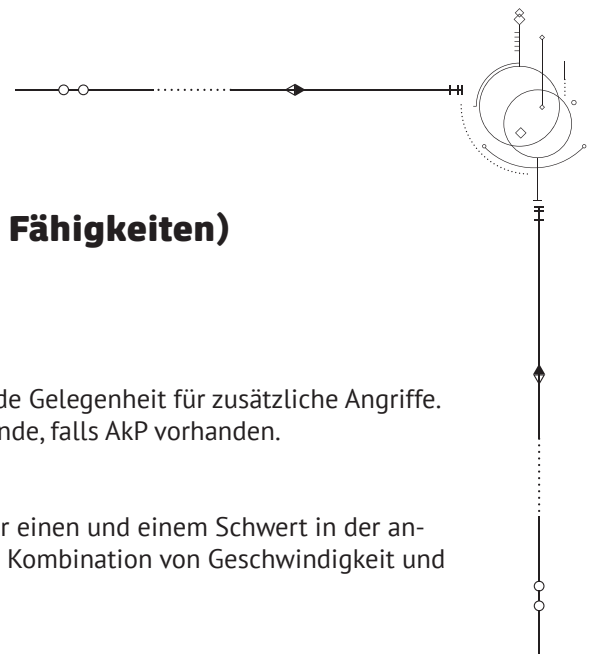 Fähigkeiten)
de Gelegenheit für zusätzliche Angriffe.
nde, falls AkP vorhanden.
r einen und einem Schwert in der an-
Kombination von Geschwindigkeit und